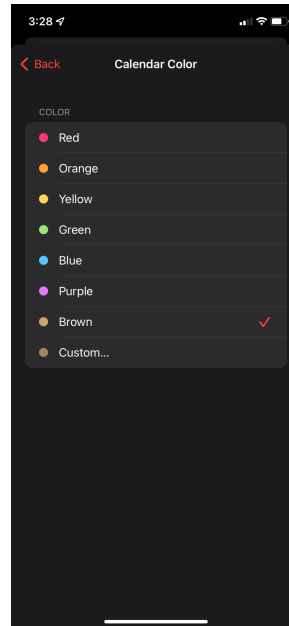 3:28
Back
Calendar Color
COLOR
Red
Orange
Yellow
Green
Blue
Purple
Brown
Custom...